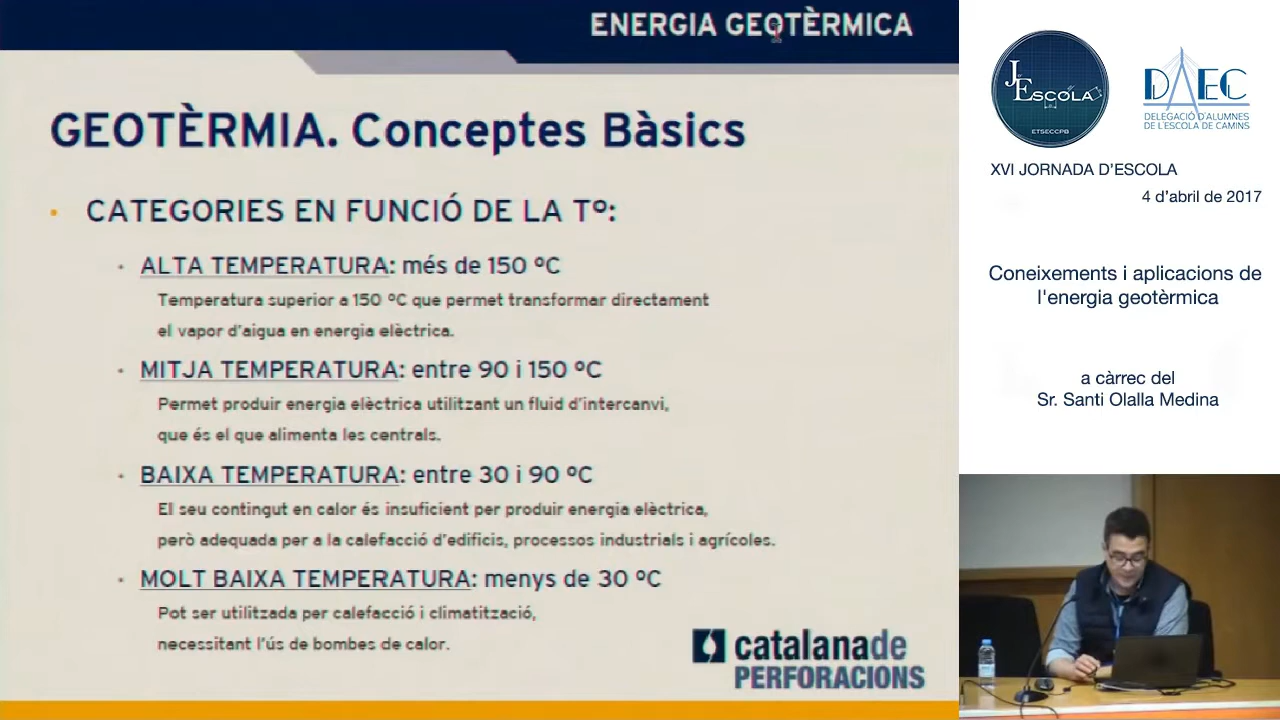 ENERGIA GEOTÈRMICA
GEOTÈRMIA. Conceptes Bàsics
• CATEGORIES EN FUNCIÓ DE LA Tº:
• ALTA TEMPERATURA: més de 150 ºC
Temperatura superior a 150 ºC que permet transformar directament
el vapor d'aigua en energia elèctrica.
• MITJA TEMPERATURA: entre 90 i 150 ºC
Permet produir energia elèctrica utilitzant un fluid d'intercanvi,
que és el que alimenta les centrals.
• BAIXA TEMPERATURA: entre 30 i 90 ºC
El seu contingut en calor és insuficient per produir energia elèctrica,
però adequada per a la calefacció d'edificis, processos industrials i agrícoles.
• MOLT BAIXA TEMPERATURA: menys de 30 ºC
Pot ser utilitzada per calefacció i climatització,
necessitant l'ús de bombes de calor.
catalanade
PERFORACIONS
J Escola
ETSECCPB
DAEC
DELEGACIÓ D'ALUMNES
DE L'ESCOLA DE CAMINS
XVI JORNADA D'ESCOLA
4 d'abril de 2017
Coneixements i aplicacions de
l'energia geotèrmica
a càrrec del
Sr. Santi Olalla Medina